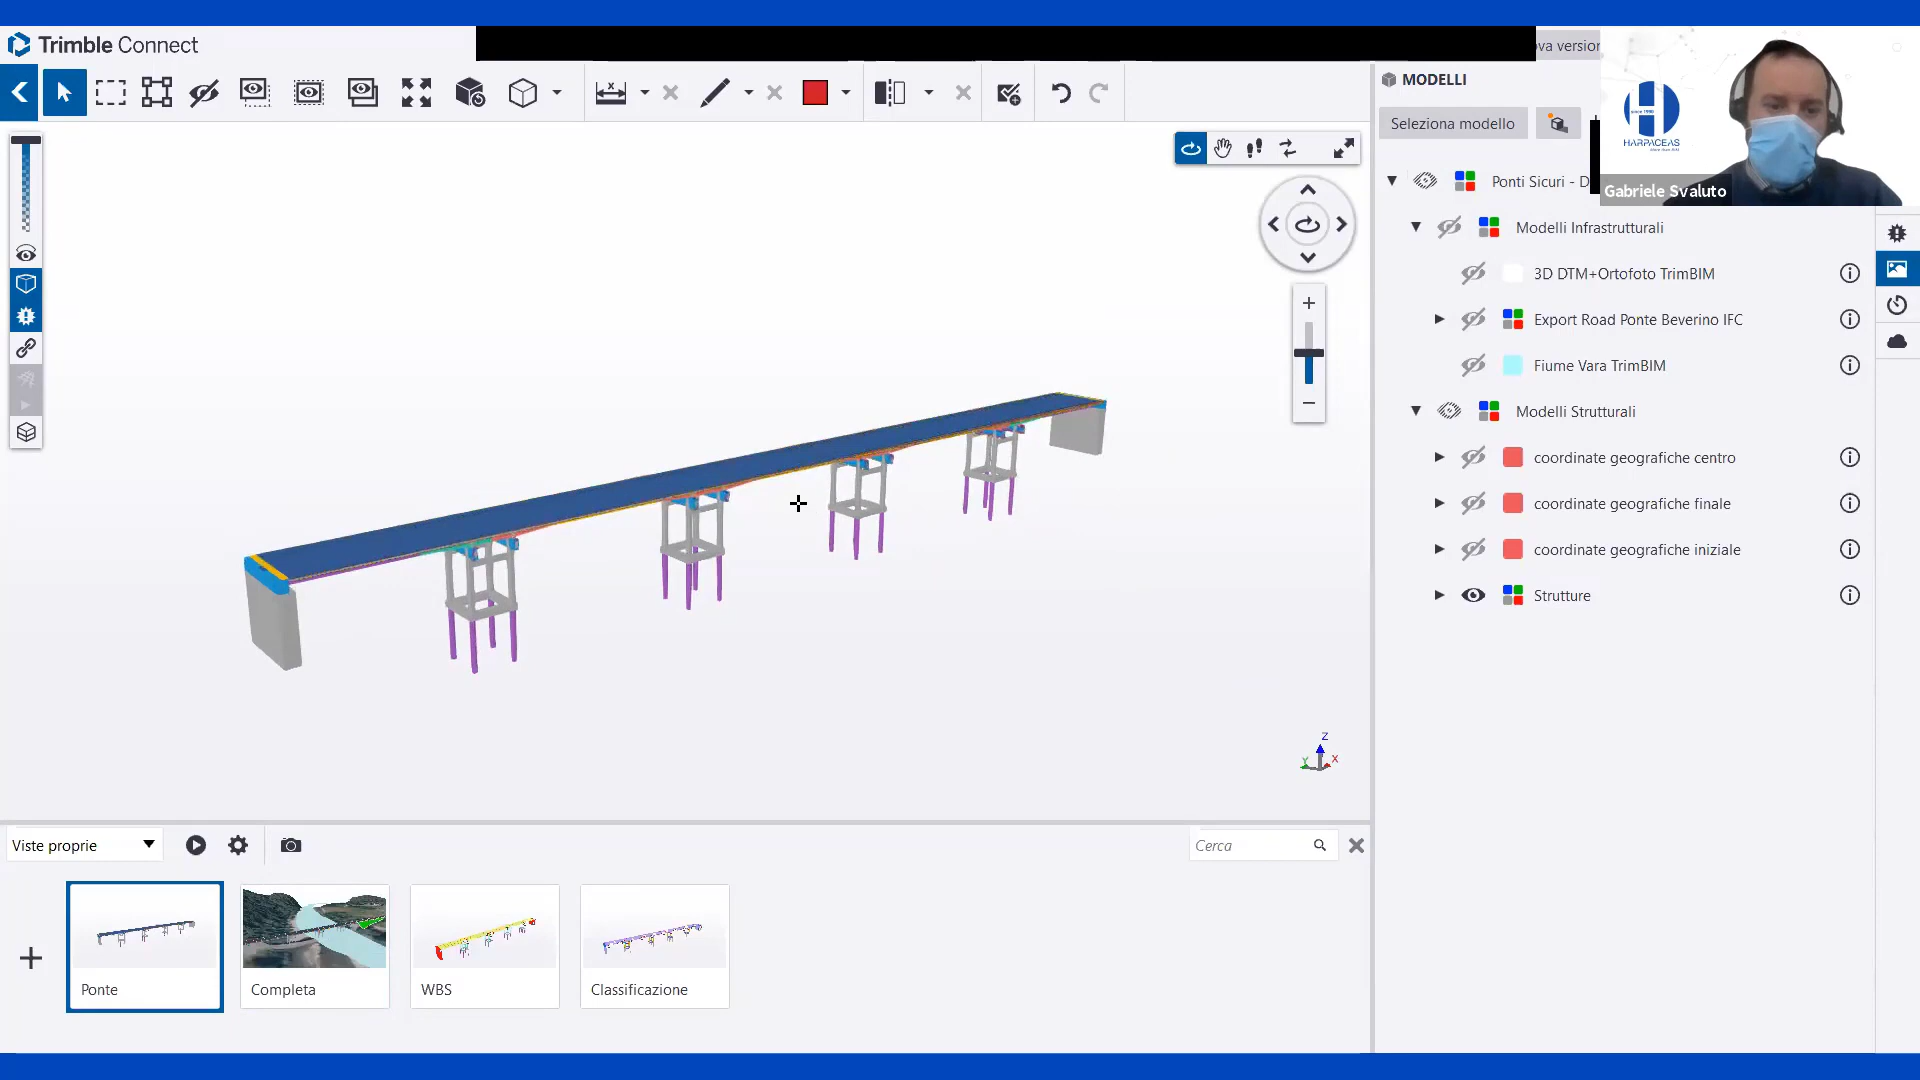 Trimble Connect
MODELLI
Seleziona modello
HARPACEAS
Gabriele Svaluto
Ponti Sicuri - D
Modelli Infrastrutturali
3D DTM+Ortofoto TrimBIM
Export Road Ponte Beverino IFC
Fiume Vara TrimBIM
Modelli Strutturali
coordinate geografiche centro
coordinate geografiche finale
coordinate geografiche iniziale
Strutture
Z
Y
X
Viste proprie
Cerca
Ponte
Completa
WBS
Classificazione